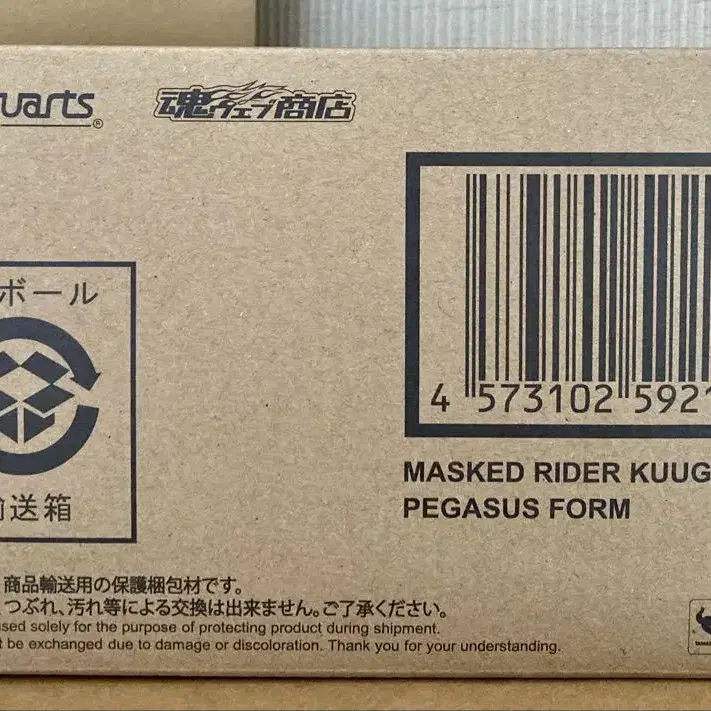 uarts
®
魂ウェブ商店
ボール
輸送箱
4 573102 5921
MASKED RIDER KUUG
PEGASUS FORM
商品輸送用の保護梱包材です。
つぶれ、汚れ等による交換は出来ません。ご了承ください。
sed solely for the purpose of protecting product during shipment.
t be exchanged due to damage or discoloration. Thank you for your understanding.